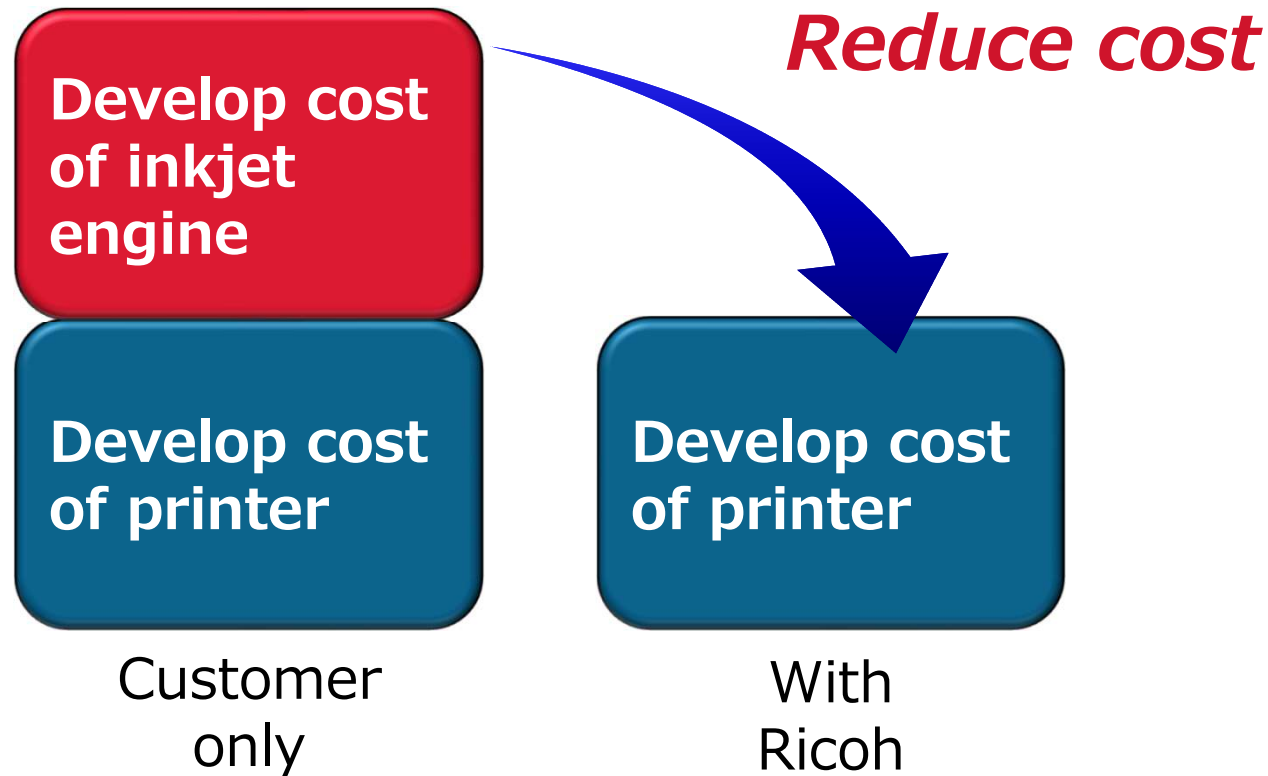 Reduce cost
Develop cost
of inkjet
engine
Develop cost
of printer
Develop cost
of printer
Customer
only
With
Ricoh